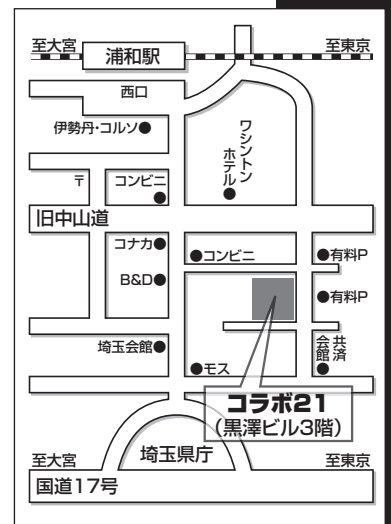 至大宮
浦和駅
至東京
西口
伊勢丹・コルソ●
ワシントン
ホテル●
〒
コンビニ
●
旧中山道
コナカ●
●コンビニ
●有料P
B&D●
●有料P
埼玉会館●
共済
会館●
●モス
コラボ21
（黒澤ビル3階）
至大宮
埼玉県庁
至東京
国道17号